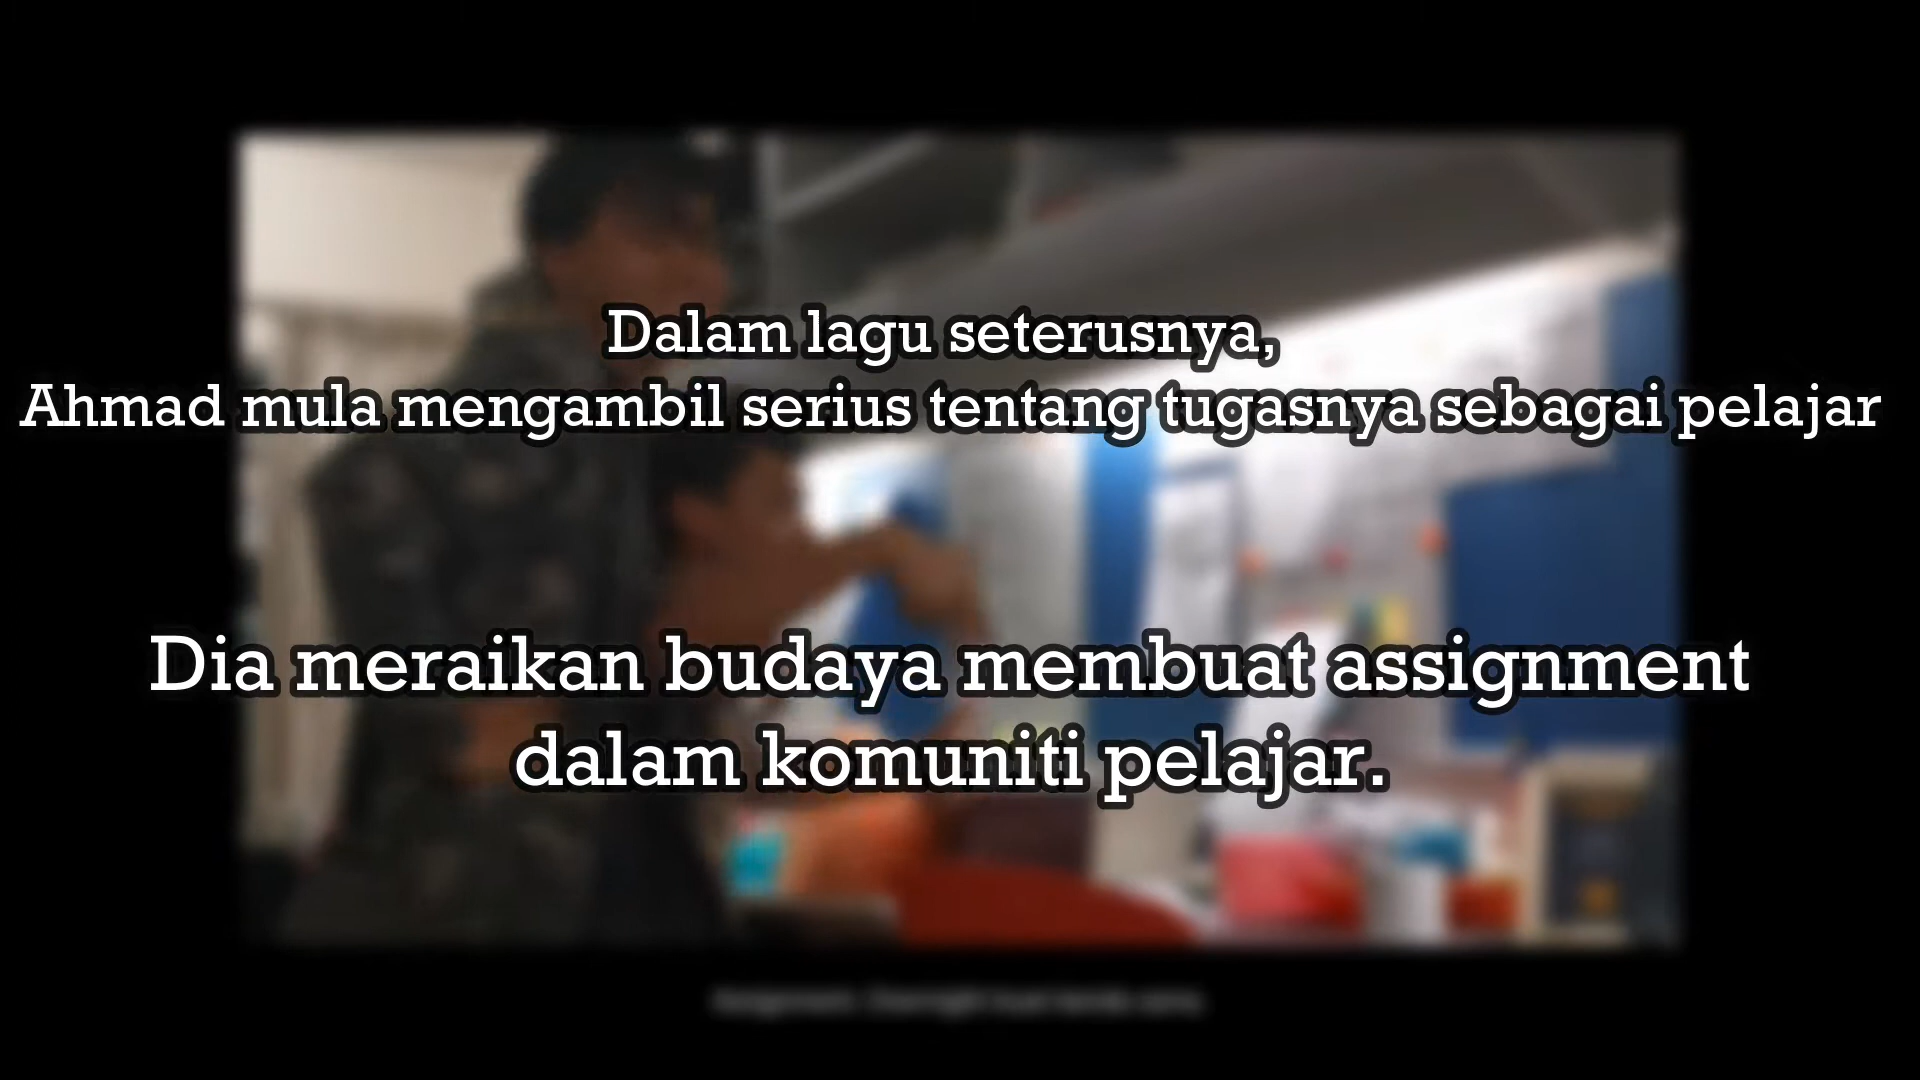 Dalam lagu seterusnya,
Ahmad mula mengambil serius tentang tugasnya sebagai pelajar
Dia meraikan budaya membuat assignment
dalam komuniti pelajar.